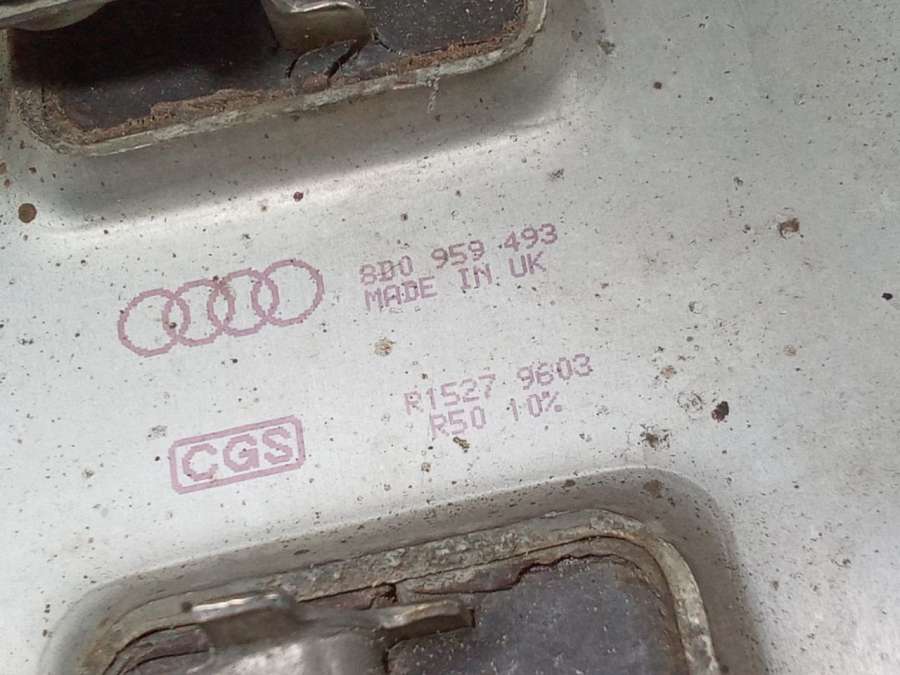 8D0 959 493
MADE IN UK
R1527 9603
R50 10%
CGS